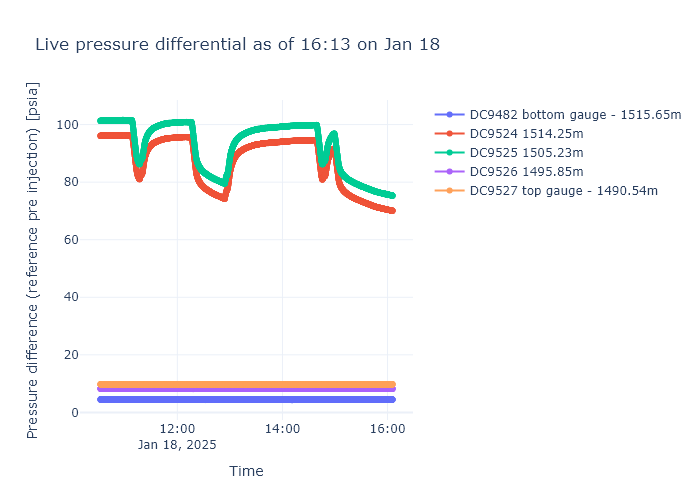 Live pressure differential as of 16:13 on Jan 18
Pressure difference (reference pre injection) [psia]
100
80
60
40
20
0
12:00
Jan 18, 2025
14:00
16:00
Time
DC9482 bottom gauge - 1515.65m
DC9524 1514.25m
DC9525 1505.23m
DC9526 1495.85m
DC9527 top gauge - 1490.54m